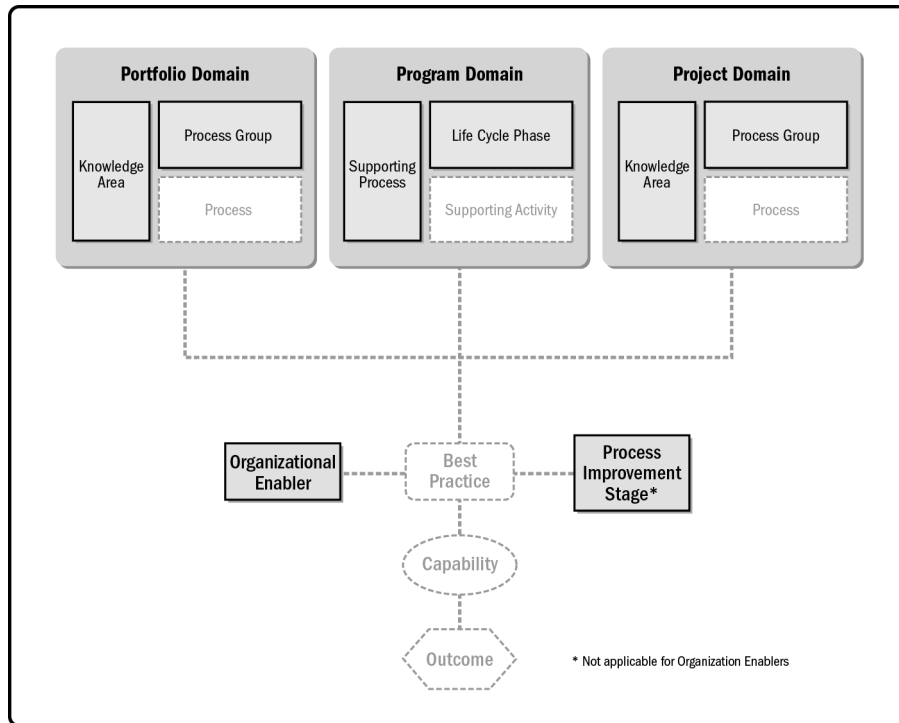 Portfolio Domain
Knowledge
Area
Process Group
Process
Program Domain
Supporting
Process
Life Cycle Phase
Supporting Activity
Project Domain
Knowledge
Area
Process Group
Process
Organizational
Enabler
Best
Practice
Process
Improvement
Stage*
Capability
Outcome
* Not applicable for Organization Enablers